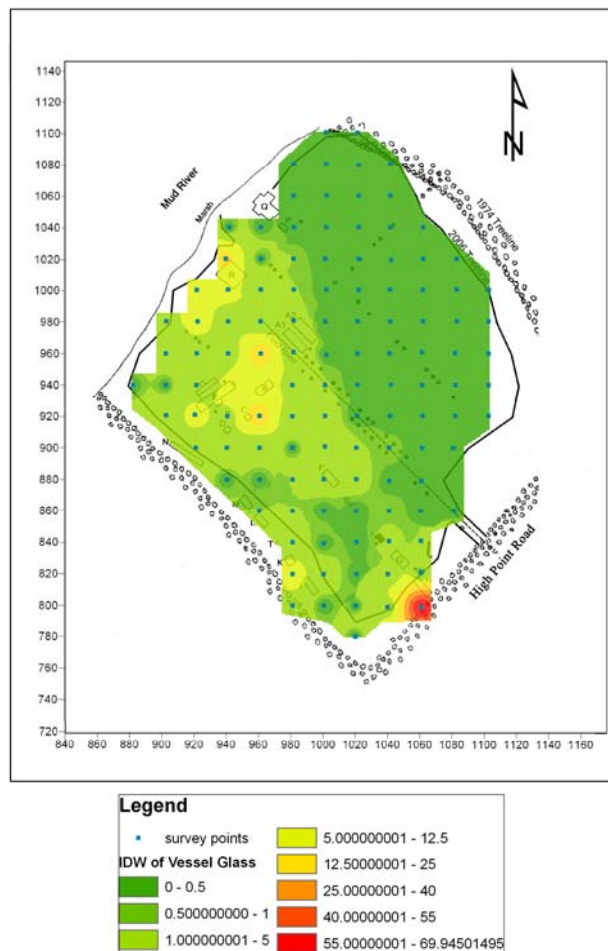 1140
1120
1100
1080
1060
1040
1020
1000
980
960
940
920
900
880
860
840
820
800
780
760
740
720
840 860 880 900 920 940 960 980 1000 1020 1040 1060 1080 1100 1120 1140 1160
N
Mud River
Marsh
1974 Treeline
2006
R
A2
A1
N
L
T
K
High Point Road
Legend
survey points
IDW of Vessel Glass
0 - 0.5
0.500000000 - 1
1.000000001 - 5
5.000000001 - 12.5
12.50000001 - 25
25.00000001 - 40
40.00000001 - 55
55.00000001 - 69.94501495